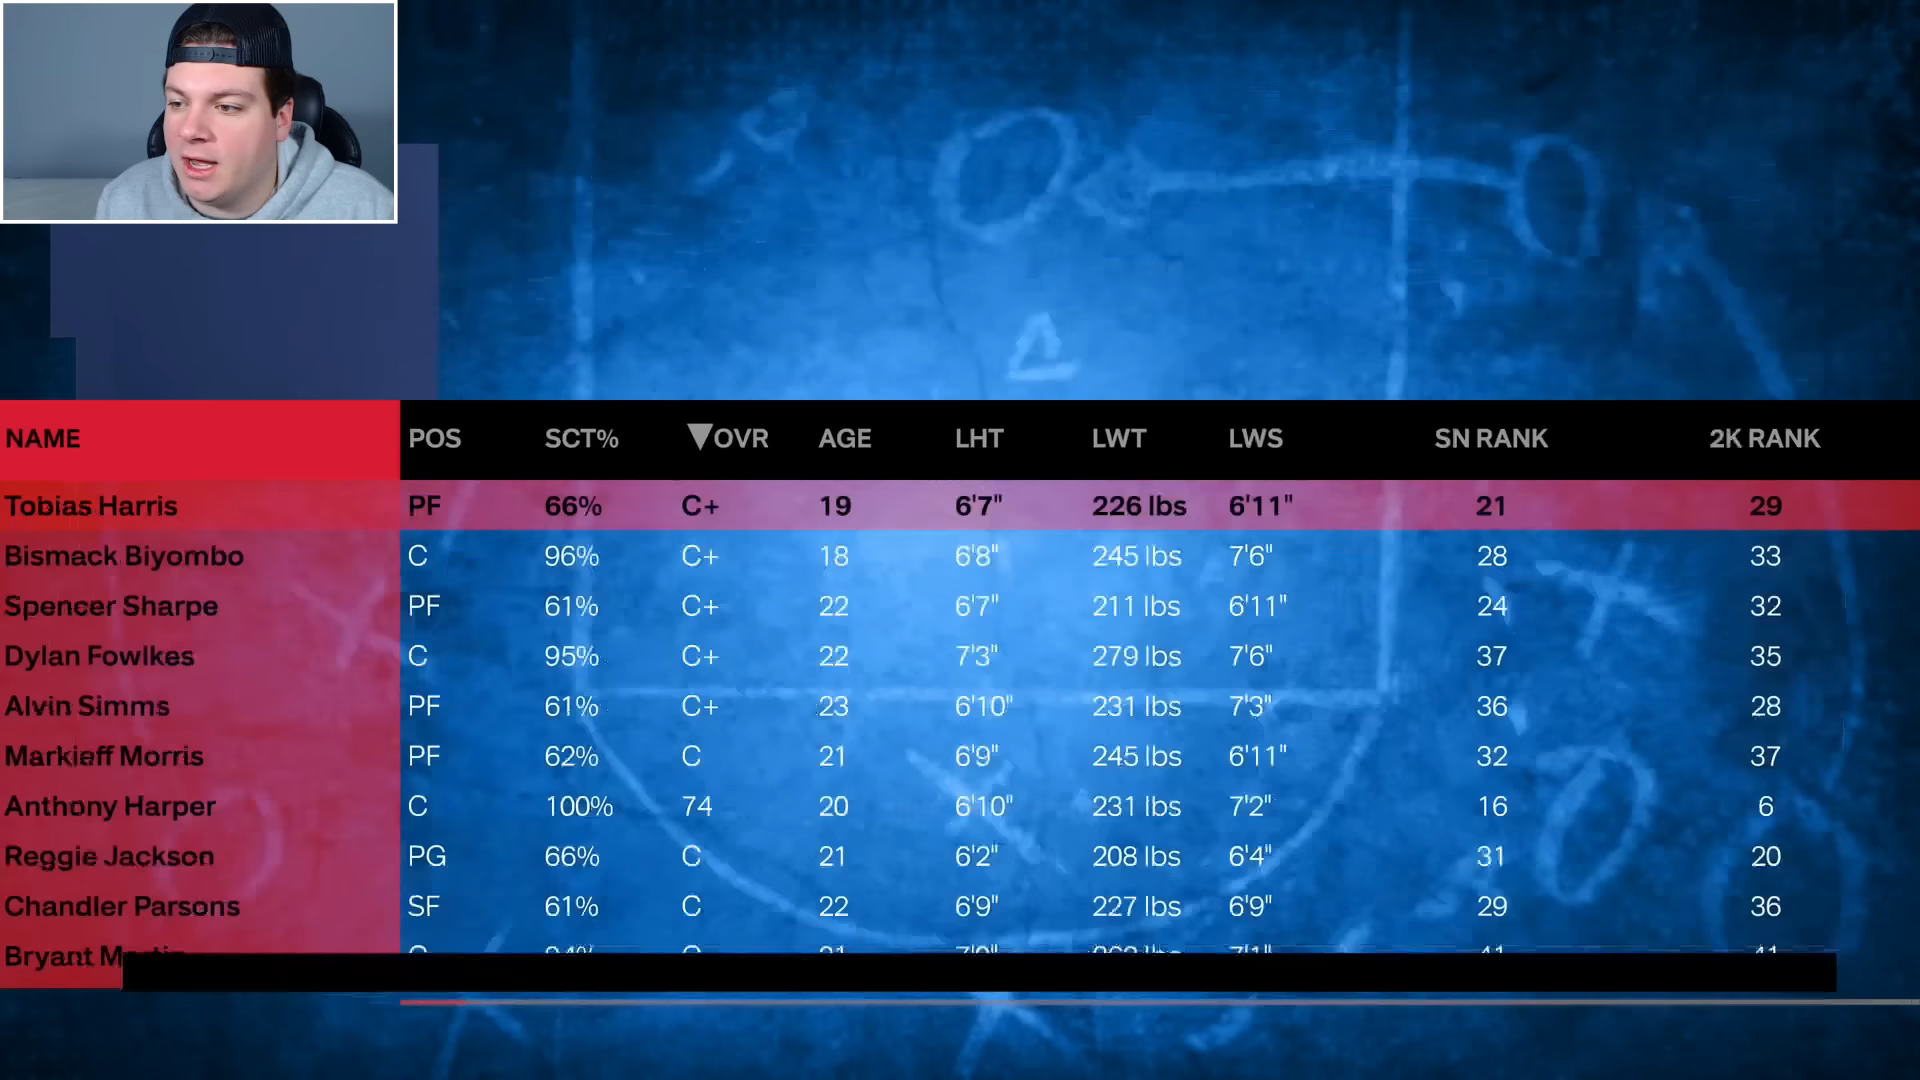 NAME POS SCT% ▼OVR AGE LHT LWT LWS SN RANK 2K RANK
Tobias Harris PF 66% C+ 19 6'7" 226 lbs 6'11" 21 29
Bismack Biyombo C 96% C+ 18 6'8" 245 lbs 7'6" 28 33
Spencer Sharpe PF 61% C+ 22 6'7" 211 lbs 6'11" 24 32
Dylan Fowlkes C 95% C+ 22 7'3" 279 lbs 7'6" 37 35
Alvin Simms PF 61% C+ 23 6'10" 231 lbs 7'3" 36 28
Markieff Morris PF 62% C 21 6'9" 245 lbs 6'11" 32 37
Anthony Harper C 100% 74 20 6'10" 231 lbs 7'2" 16 6
Reggie Jackson PG 66% C 21 6'2" 208 lbs 6'4" 31 20
Chandler Parsons SF 61% C 22 6'9" 227 lbs 6'9" 29 36
Bryant